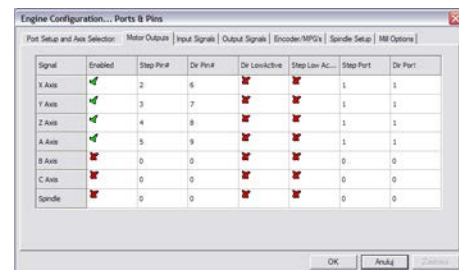 Engine Configuration... Ports & Pins
Port Setup and Axis Selection Motor Outputs Input Signals Output Signals Encoder/MPG's Spindle Setup Mill Options
Signal Enabled Step Pin# Dir Pin# Dir LowActive Step Low Ac... Step Port Dir Port
X Axis 2 6 1 1
Y Axis 3 7 1 1
Z Axis 4 8 1 1
A Axis 5 9 1 1
B Axis 0 0 0 0
C Axis 0 0 0 0
Spindle 0 0 0 0
OK Anuluj Zastosuj